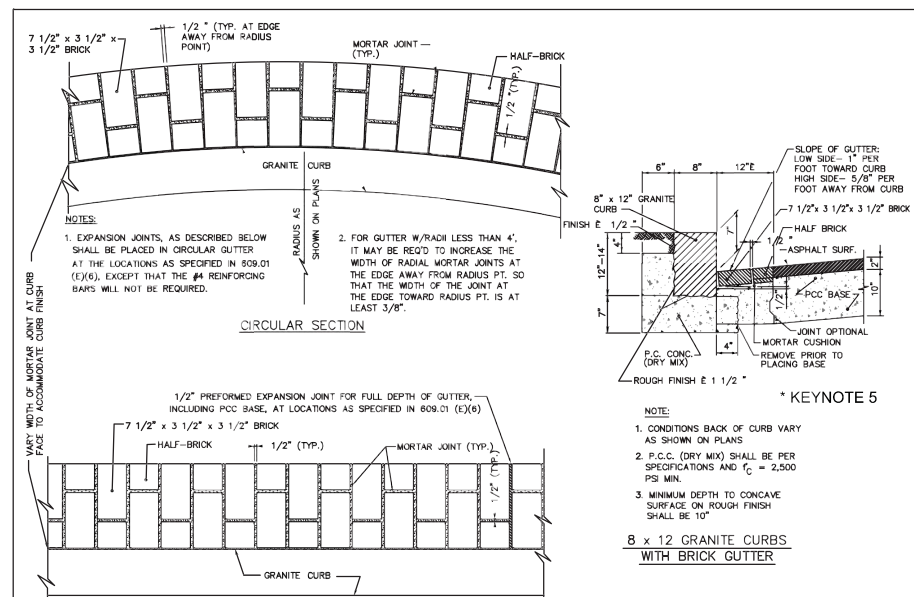 7 1/2" x 3 1/2" x
3 1/2" BRICK
1/2 " (TYP. AT EDGE
AWAY FROM RADIUS
POINT)
MORTAR JOINT
(TYP.)
HALF-BRICK
1/2 "(TYP.)
GRANITE CURB
RADIUS AS
SHOWN ON PLANS
NOTES:
1. EXPANSION JOINTS, AS DESCRIBED BELOW
SHALL BE PLACED IN CIRCULAR GUTTER
AT THE LOCATIONS AS SPECIFIED IN 609.01
(E)(6), EXCEPT THAT THE #4 REINFORCING
BARS WILL NOT BE REQUIRED.
2. FOR GUTTER W/RADII LESS THAN 4',
IT MAY BE REQ'D TO INCREASE THE
WIDTH OF RADIAL MORTAR JOINTS AT
THE EDGE AWAY FROM RADIUS PT. SO
THAT THE WIDTH OF THE JOINT AT
THE EDGE TOWARD RADIUS PT. IS AT
LEAST 3/8".
CIRCULAR SECTION
VARY WIDTH OF MORTAR JOINT AT CURB
FACE TO ACCOMMODATE CURB FINISH
1/2" PREFORMED EXPANSION JOINT FOR FULL DEPTH OF GUTTER,
INCLUDING PCC BASE, AT LOCATIONS AS SPECIFIED IN 609.01 (E)(6)
7 1/2" x 3 1/2" x 3 1/2" BRICK
HALF-BRICK
1/2" (TYP.)
MORTAR JOINT (TYP.)
1/2" (TYP.)
GRANITE CURB
6"
8"
12"È
SLOPE OF GUTTER:
LOW SIDE- 1" PER
FOOT TOWARD CURB
HIGH SIDE- 5/8" PER
FOOT AWAY FROM CURB
8" x 12" GRANITE
CURB
FINISH È 1/2 "
7 1/2"x 3 1/2"x 3 1/2" BRICK
HALF BRICK
1/2 "
ASPHALT SURF.
7"
4"
12"-14"
7"
2"
10"
PCC BASE
1/2"
4"
JOINT OPTIONAL
MORTAR CUSHION
REMOVE PRIOR TO
PLACING BASE
P.C. CONC.
(DRY MIX)
ROUGH FINISH È 1 1/2 "
* KEYNOTE 5
NOTE:
1. CONDITIONS BACK OF CURB VARY
AS SHOWN ON PLANS
2. P.C.C. (DRY MIX) SHALL BE PER
SPECIFICATIONS AND f'C = 2,500
PSI MIN.
3. MINIMUM DEPTH TO CONCAVE
SURFACE ON ROUGH FINISH
SHALL BE 10"
8 x 12 GRANITE CURBS
WITH BRICK GUTTER